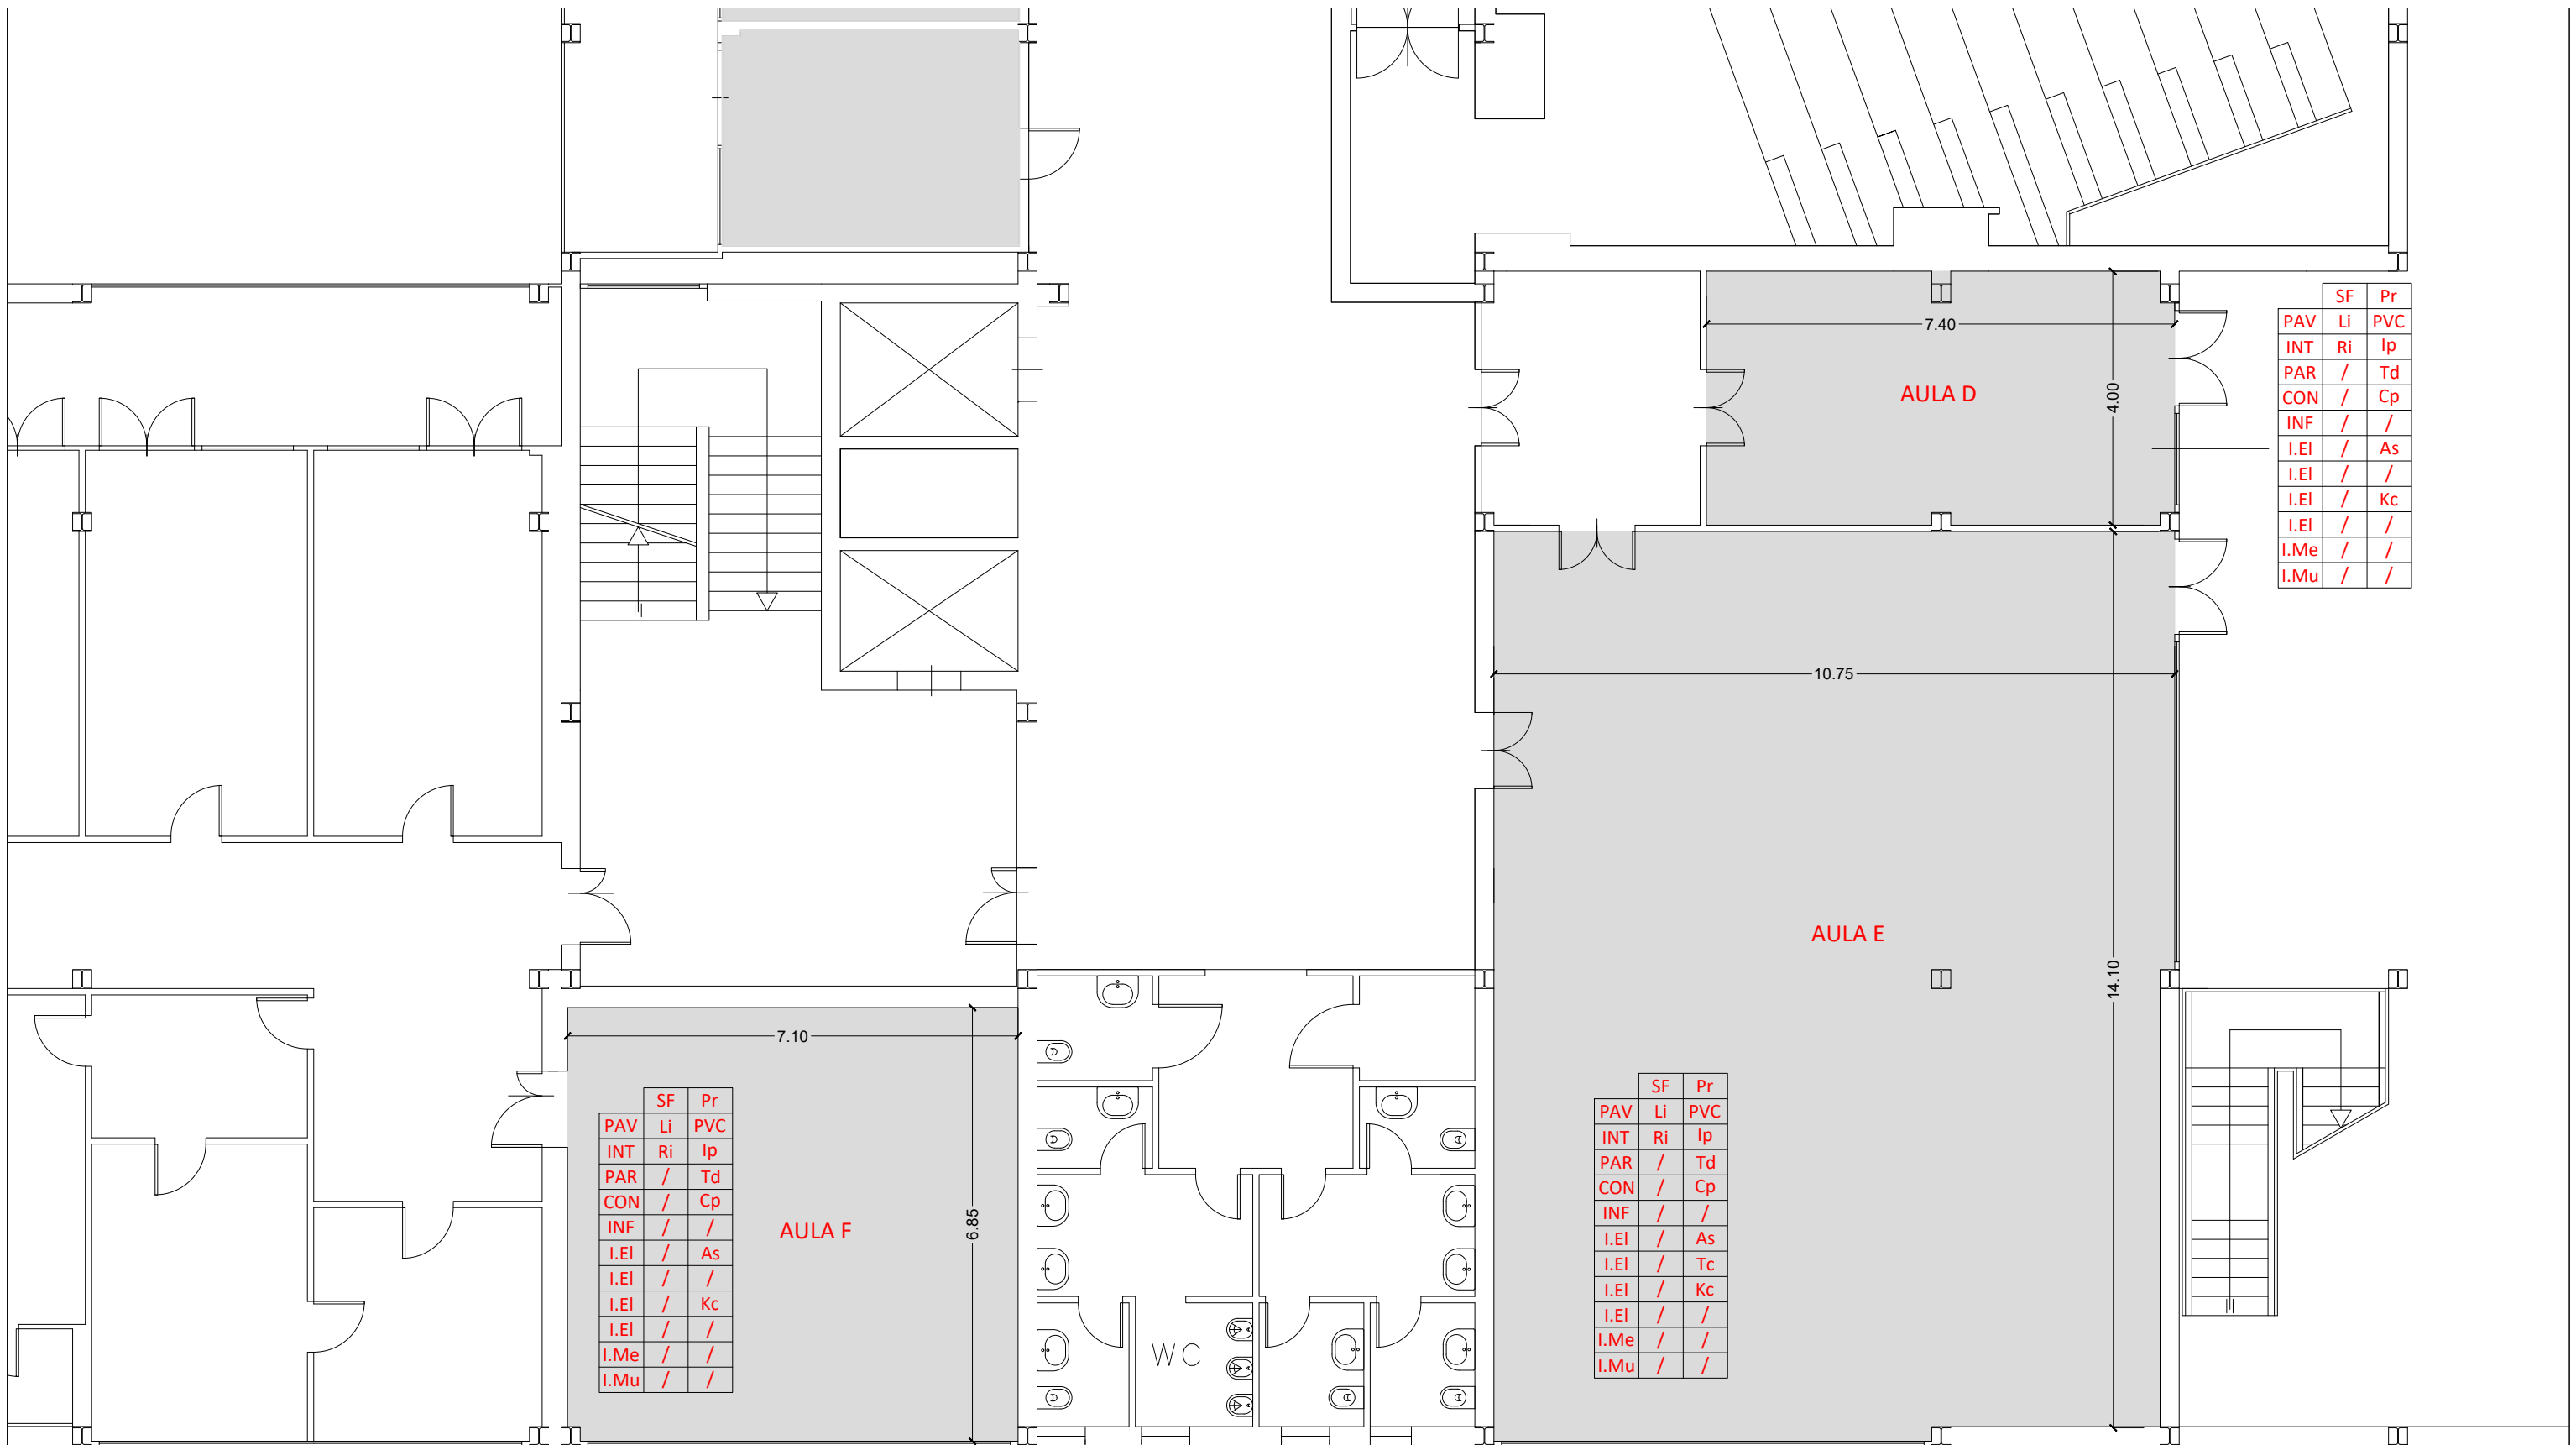 7.40
AULA D
4.00
SF Pr
PAV Li PVC
INT Ri Ip
PAR / Td
CON / Cp
INF / /
I.El / As
I.El / /
I.El / Kc
I.El / /
I.Me / /
I.Mu / /
10.75
AULA E
14.10
SF Pr
PAV Li PVC
INT Ri Ip
PAR / Td
CON / Cp
INF / /
I.El / As
I.El / Tc
I.El / Kc
I.El / /
I.Me / /
I.Mu / /
7.10
SF Pr
PAV Li PVC
INT Ri Ip
PAR / Td
CON / Cp
INF / /
I.El / As
I.El / /
I.El / Kc
I.El / /
I.Me / /
I.Mu / /
AULA F
6.85
WC